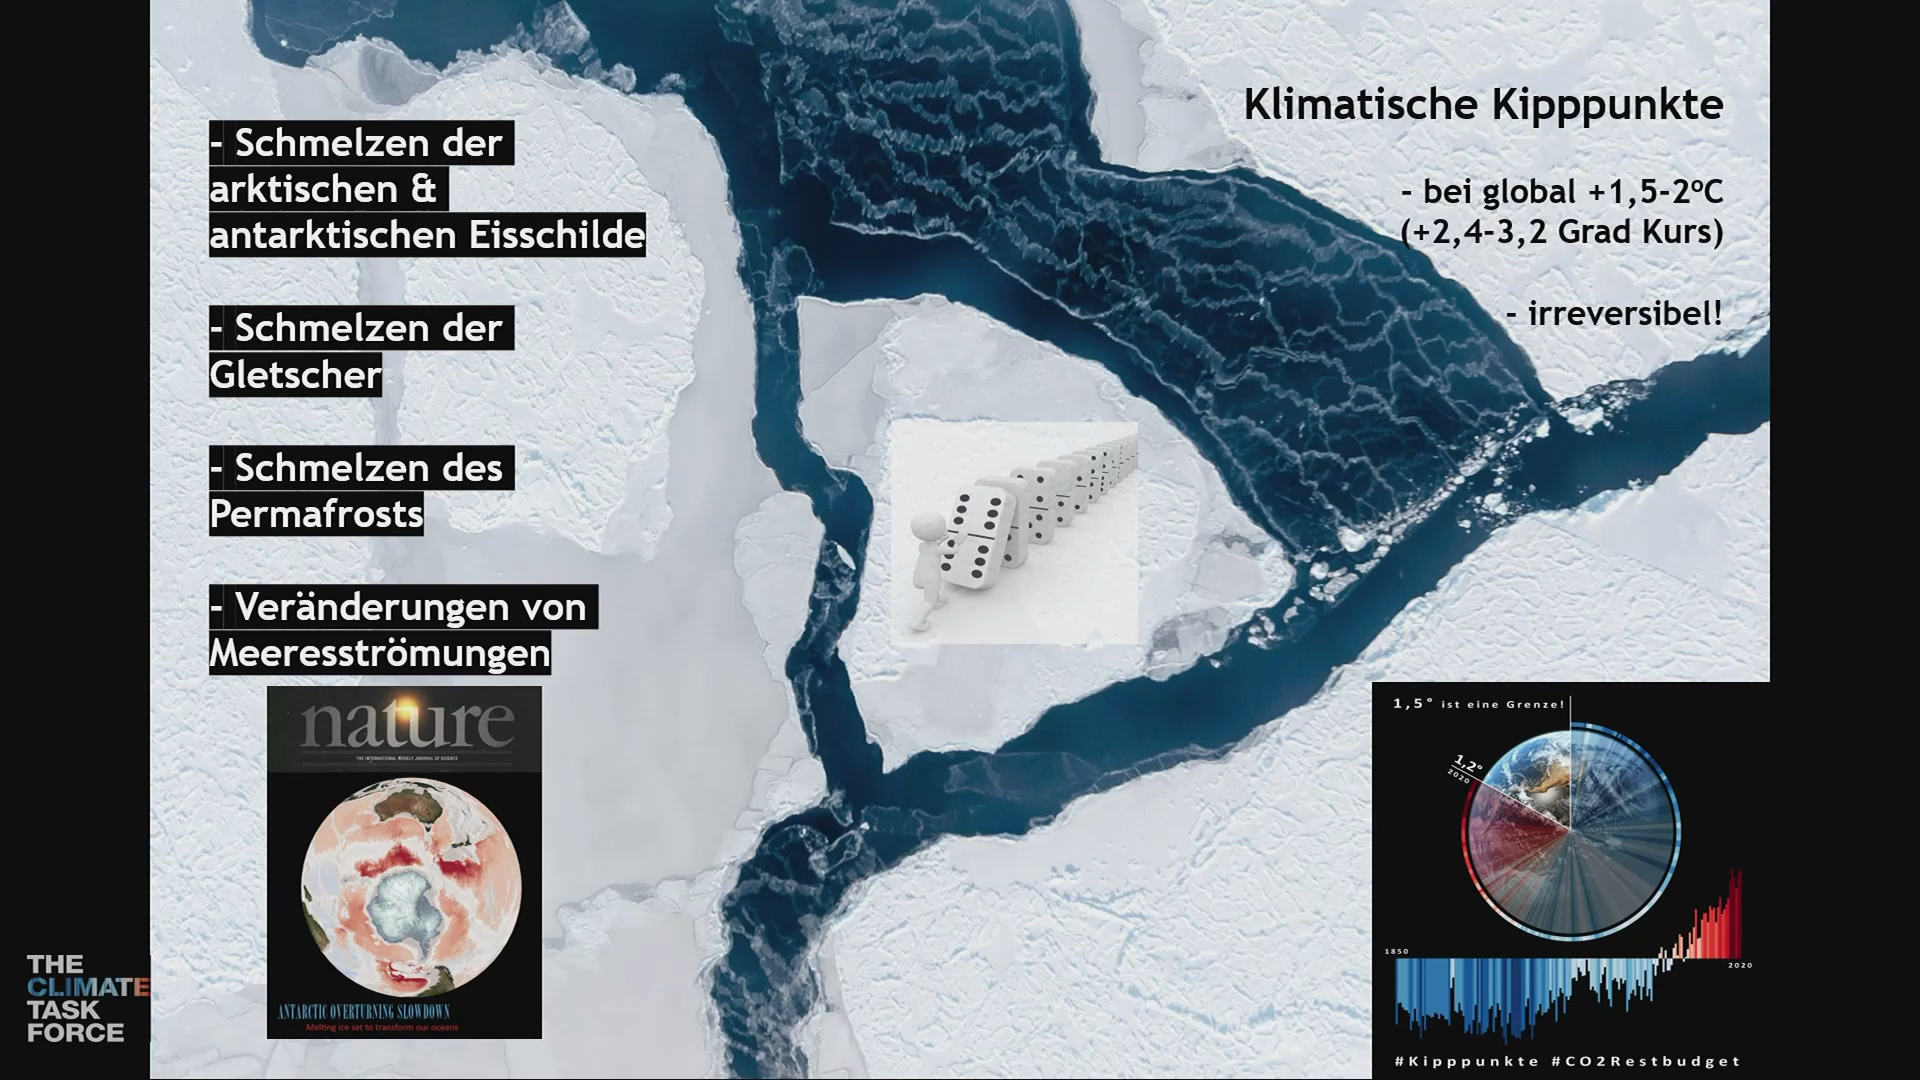 - Schmelzen der
arktischen &
antarktischen Eisschilde
- Schmelzen der
Gletscher
- Schmelzen des
Permafrosts
- Veränderungen von
Meeresströmungen
Klimatische Kipppunkte
- bei global +1,5-2ºC
(+2,4-3,2 Grad Kurs)
- irreversibel!
nature
THE INTERNATIONAL WEEKLY JOURNAL OF SCIENCE
ANTARCTIC OVERTURNING SLOWDOWN
Melting ice set to transform our oceans
1,5° ist eine Grenze!
1,2°
2020
1850
2020
#Kipppunkte #CO2Restbudget
THE
CLIMATE
TASK
FORCE